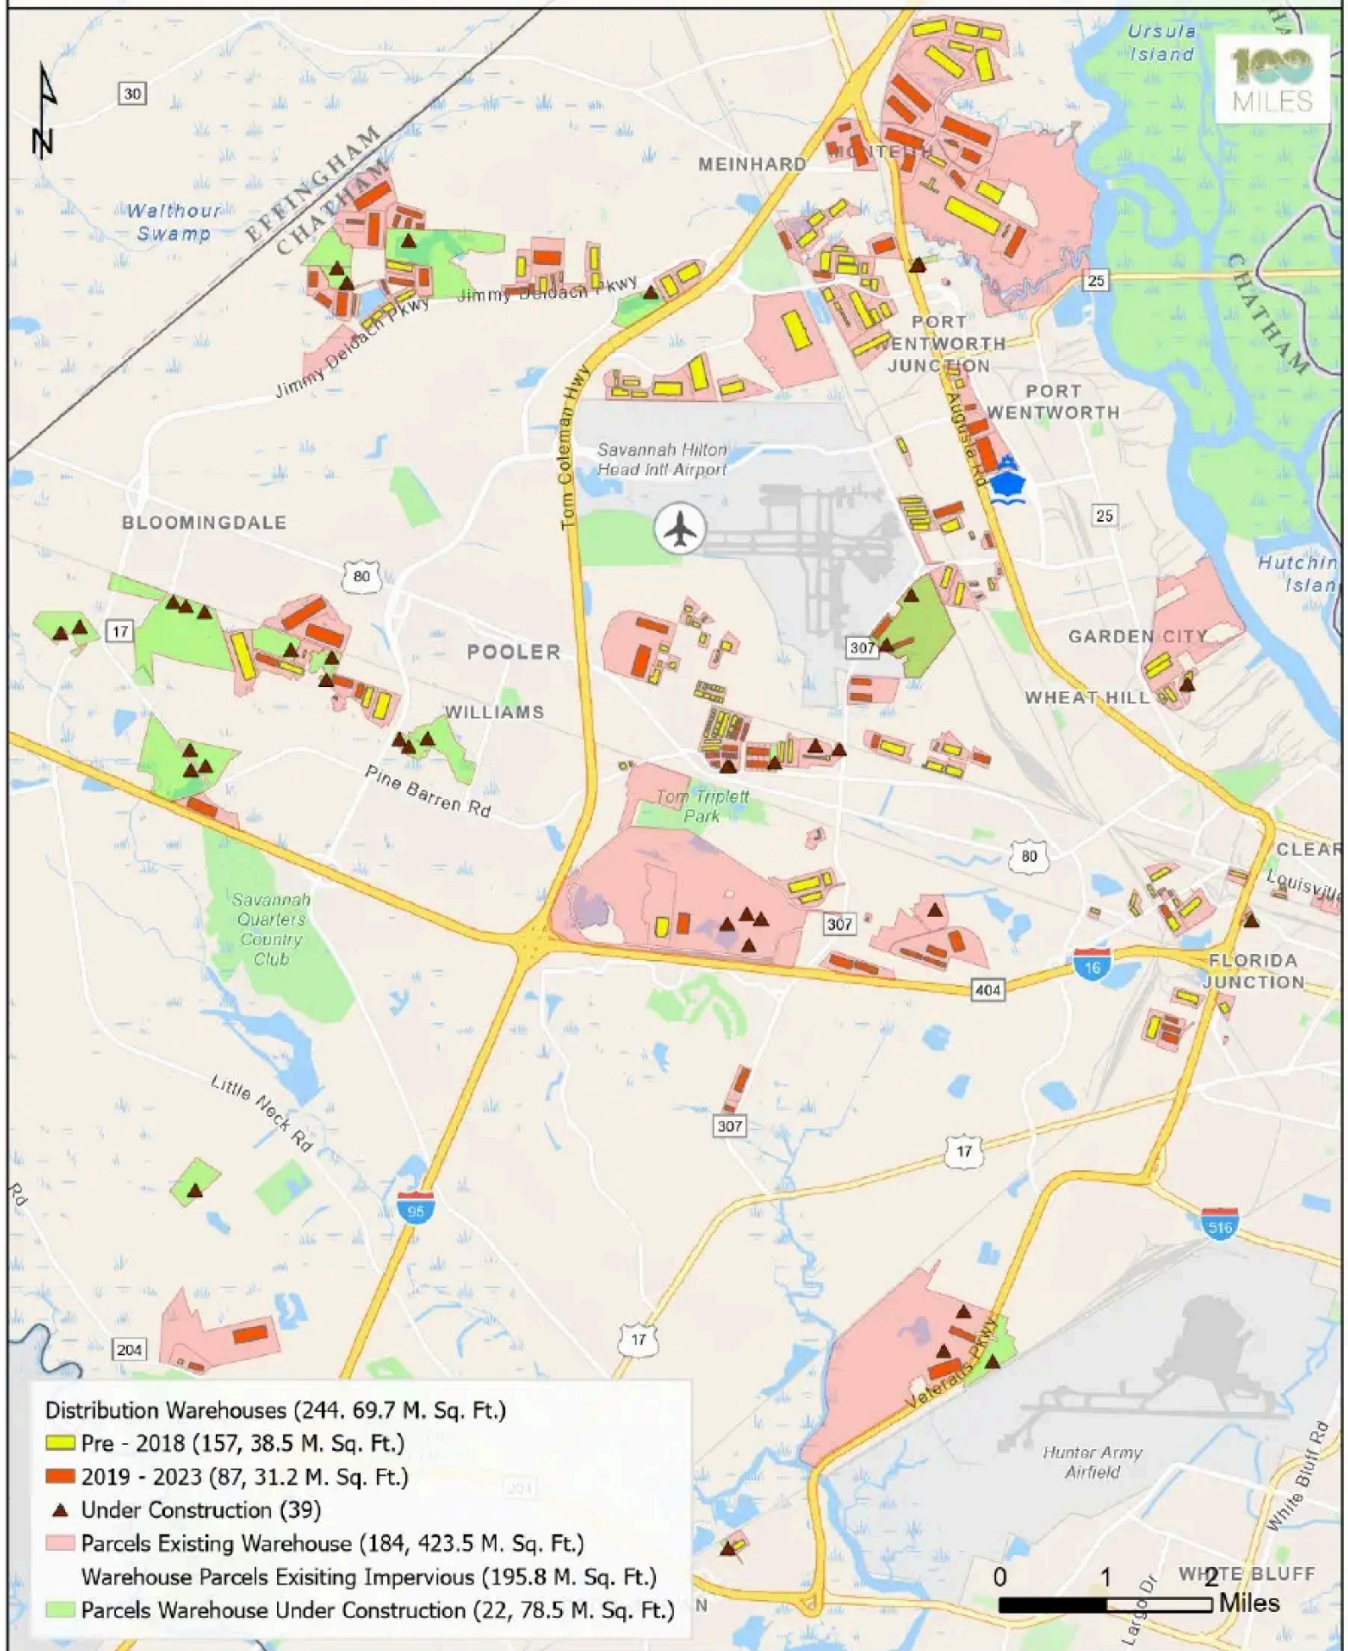 Ursula
Island
100
MILES
30
N
EFFINGHAM
CHATHAM
MEINHARD
MONTEITH
Walthour
Swamp
CHATHAM
25
Jimmy Deloach Pkwy
Jimmy Deloach Pkwy
PORT
WENTWORTH
JUNCTION
PORT
WENTWORTH
Tom Coleman Hwy
Augusta Rd
Savannah Hilton
Head Intl Airport
BLOOMINGDALE
25
80
Hutchin
Islan
17
POOLER
307
GARDEN CITY
WHEAT HILL
WILLIAMS
Pine Barren Rd
Tom Triplett
Park
80
CLEAR
Louisville
Savannah
Quarters
Country
Club
307
16
FLORIDA
JUNCTION
404
Little Neck Rd
307
17
Rd
95
516
204
17
Veterans Pkwy
Hunter Army
Airfield
White Bluff Rd
Distribution Warehouses (244. 69.7 M. Sq. Ft.)
Pre - 2018 (157, 38.5 M. Sq. Ft.)
2019 - 2023 (87, 31.2 M. Sq. Ft.)
204
Under Construction (39)
Parcels Existing Warehouse (184, 423.5 M. Sq. Ft.)
Warehouse Parcels Exisiting Impervious (195.8 M. Sq. Ft.)
Parcels Warehouse Under Construction (22, 78.5 M. Sq. Ft.)
N
WHITE BLUFF
0 1 2
Miles
Largo Dr